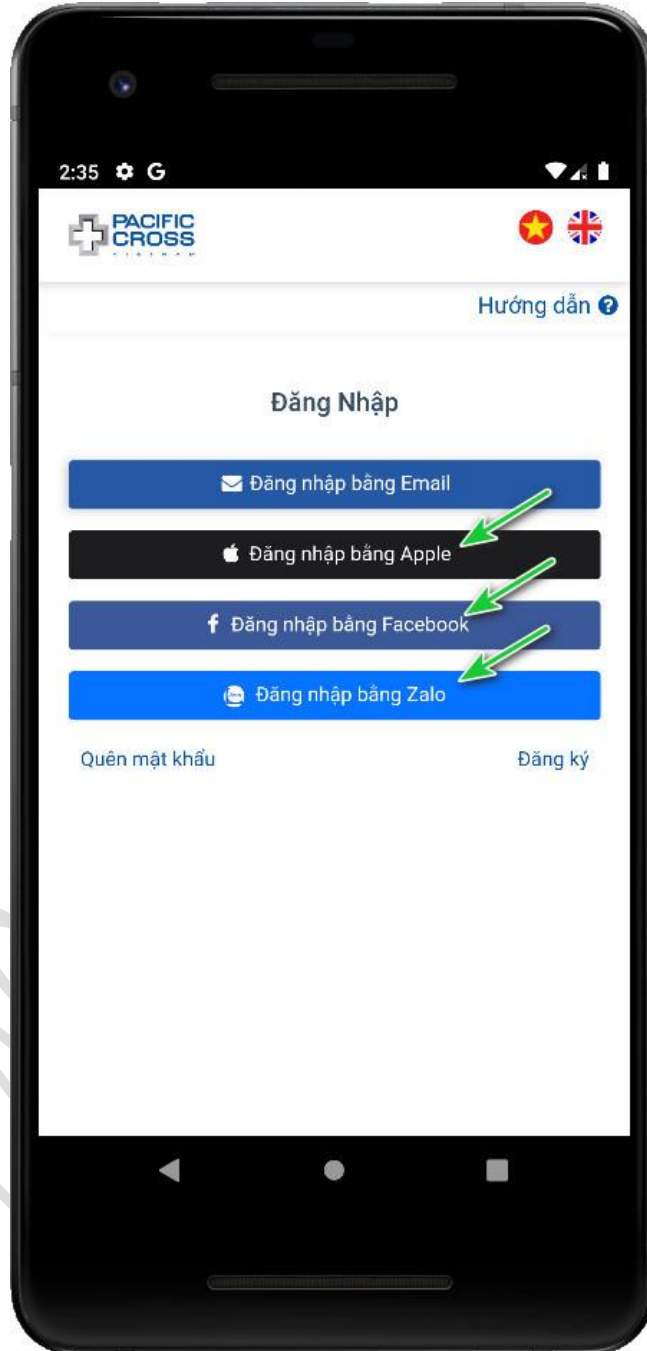 2:35 G
PACIFIC
CROSS
VIETNAM
Hướng dẫn
Đăng Nhập
Đăng nhập bằng Email
Đăng nhập bằng Apple
f Đăng nhập bằng Facebook
Đăng nhập bằng Zalo
Quên mật khẩu
Đăng ký